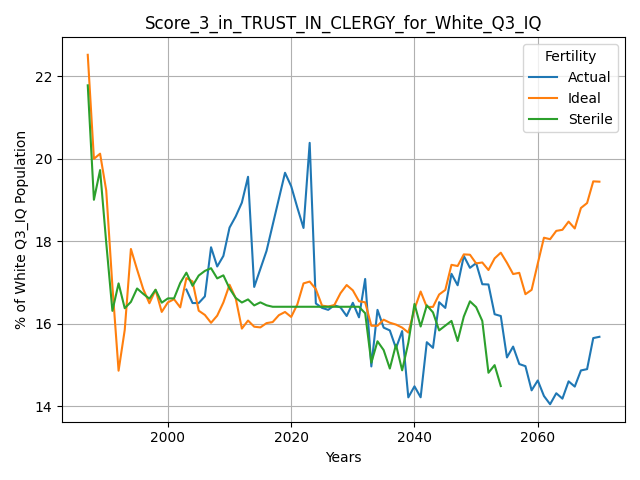 Score_3_in_TRUST_IN_CLERGY_for_White_Q3_IQ
Fertility
Actual
Ideal
Sterile
% of White Q3_IQ Population
22
20
18
16
14
2000 2020 2040 2060
Years